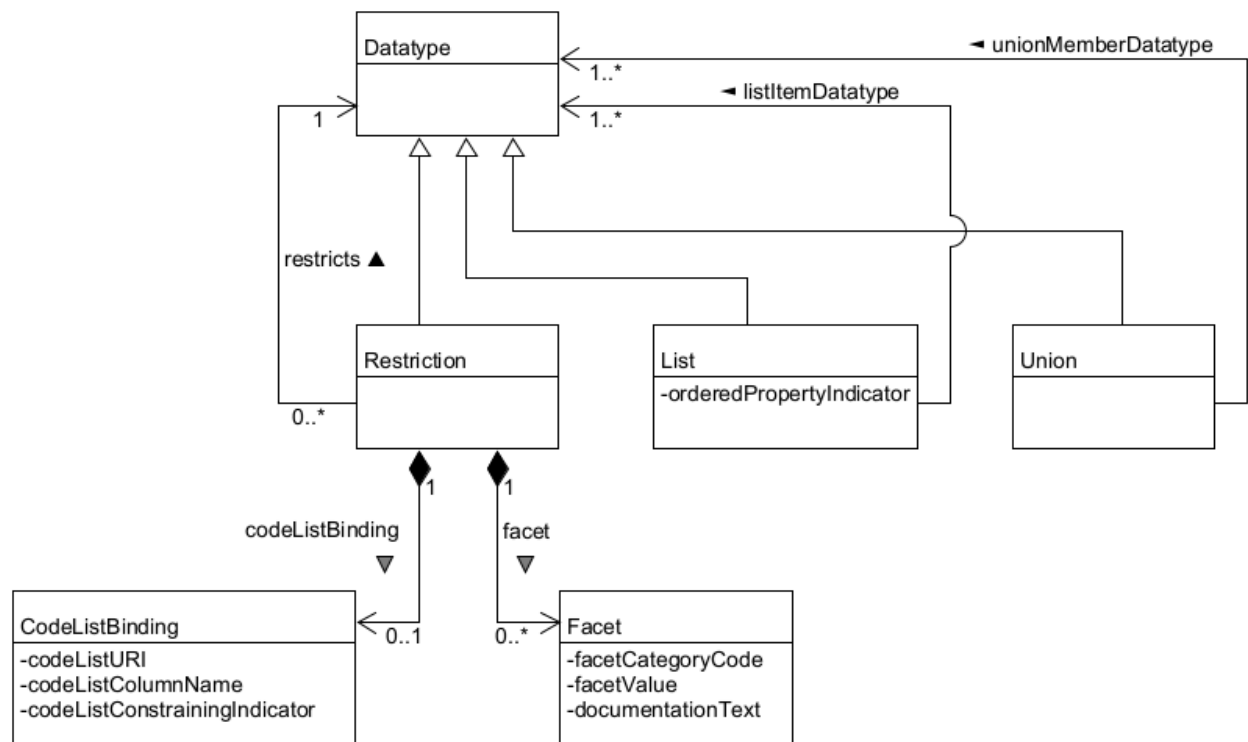 Datatype
◄ unionMemberDatatype
1..*
◄ listItemDatatype
1
1..*
restricts ▲
Restriction
List
Union
-orderedPropertyIndicator
0..*
1
1
codeListBinding
facet
▼
▼
CodeListBinding
0..1
0..*
Facet
-codeListURI
-codeListColumnName
-codeListConstrainingIndicator
-facetCategoryCode
-facetValue
-documentationText